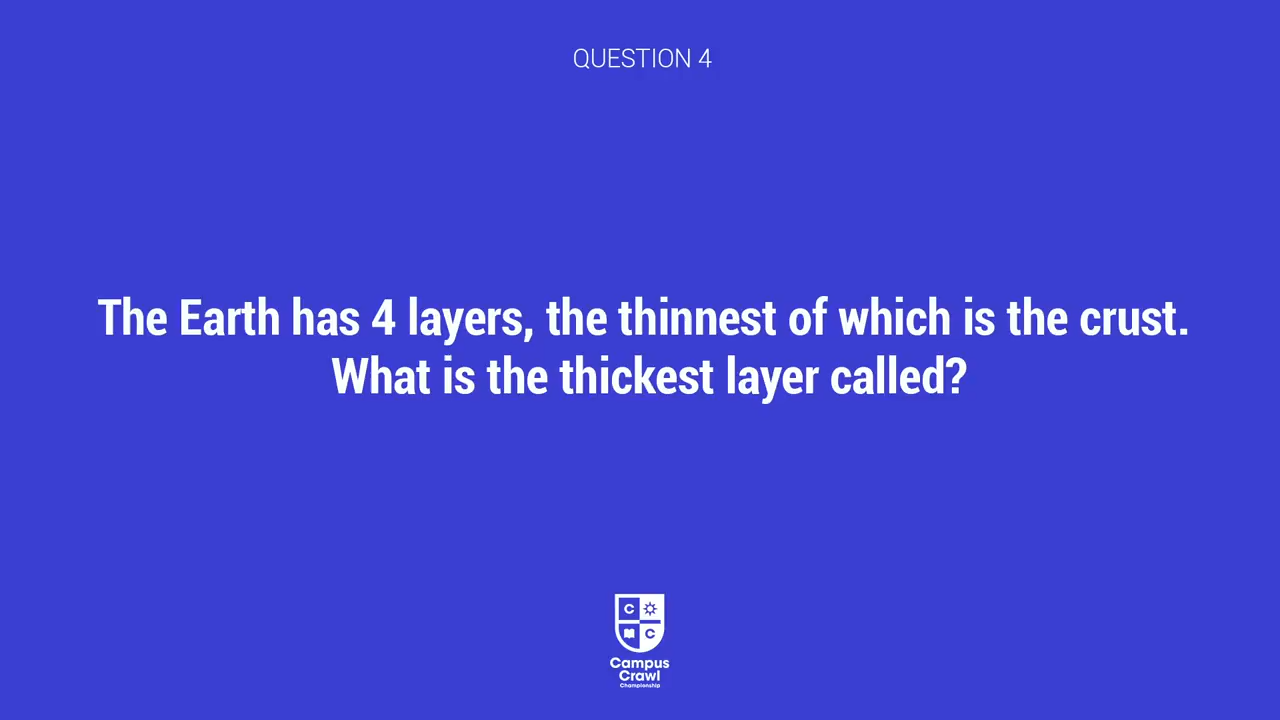 QUESTION 4
The Earth has 4 layers, the thinnest of which is the crust.
What is the thickest layer called?
C
C
Campus
Crawl
Championship